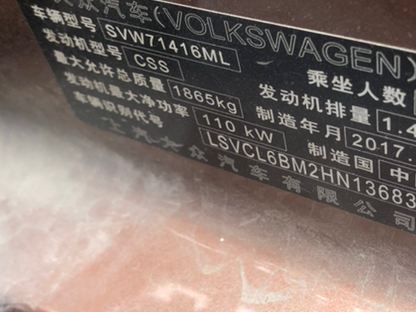 大众汽车(VOLKSWAGEN)
车辆型号 SVW71416ML 乘坐人数
发动机型号 CSS 发动机排量 1.
最大允许总质量 1865kg 制造年月 2017
发动机最大净功率 110 kW 制造国 中
车辆识别代号 LSVCL6BM2HN13683
上汽大众汽车有限公司